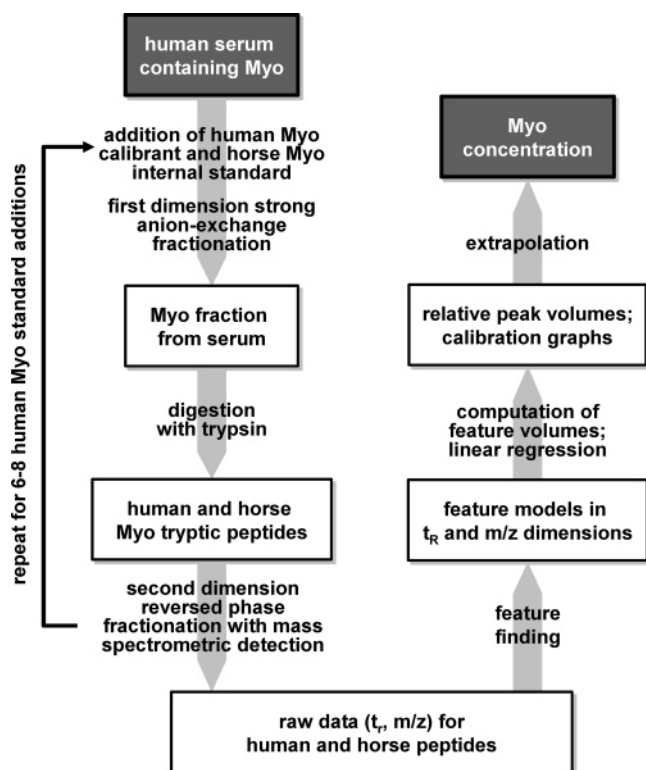 human serum
containing Myo
addition of human Myo
calibrant and horse Myo
internal standard
first dimension strong
anion-exchange
fractionation
Myo fraction
from serum
digestion
with trypsin
human and horse
Myo tryptic peptides
second dimension
reversed phase
fractionation with mass
spectrometric detection
repeat for 6-8 human Myo standard additions
raw data (tr, m/z) for
human and horse peptides
feature
finding
feature models in
tR and m/z dimensions
computation of
feature volumes;
linear regression
relative peak volumes;
calibration graphs
extrapolation
Myo
concentration